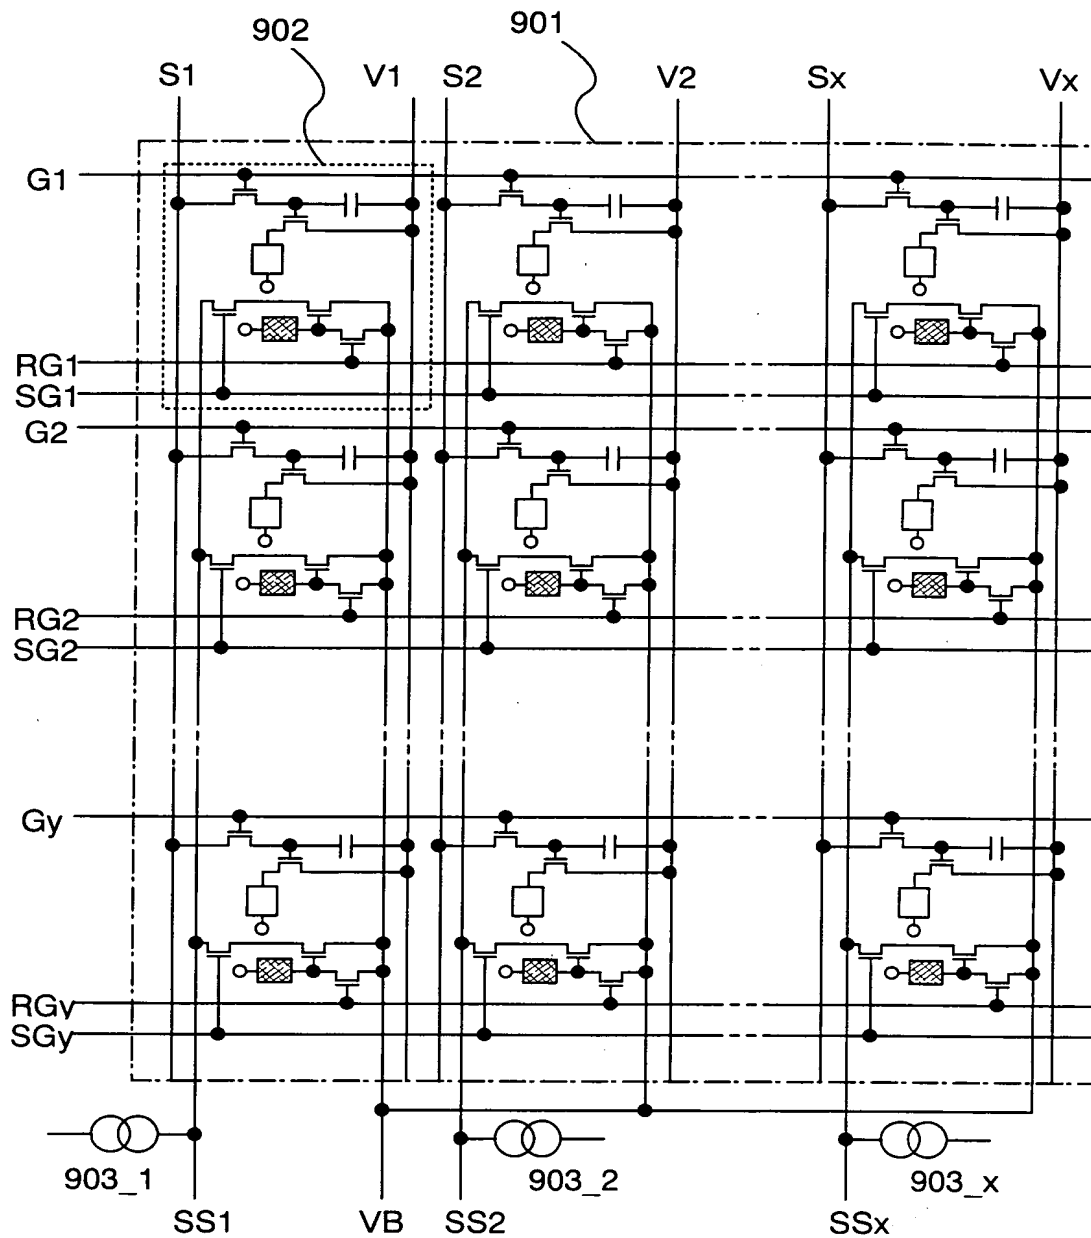 902
901
S1 V1 S2 V2 Sx Vx
G1
RG1
SG1
G2
RG2
SG2
Gy
RGy
SGy
903_1 903_2 903_x
SS1 VB SS2 SSx